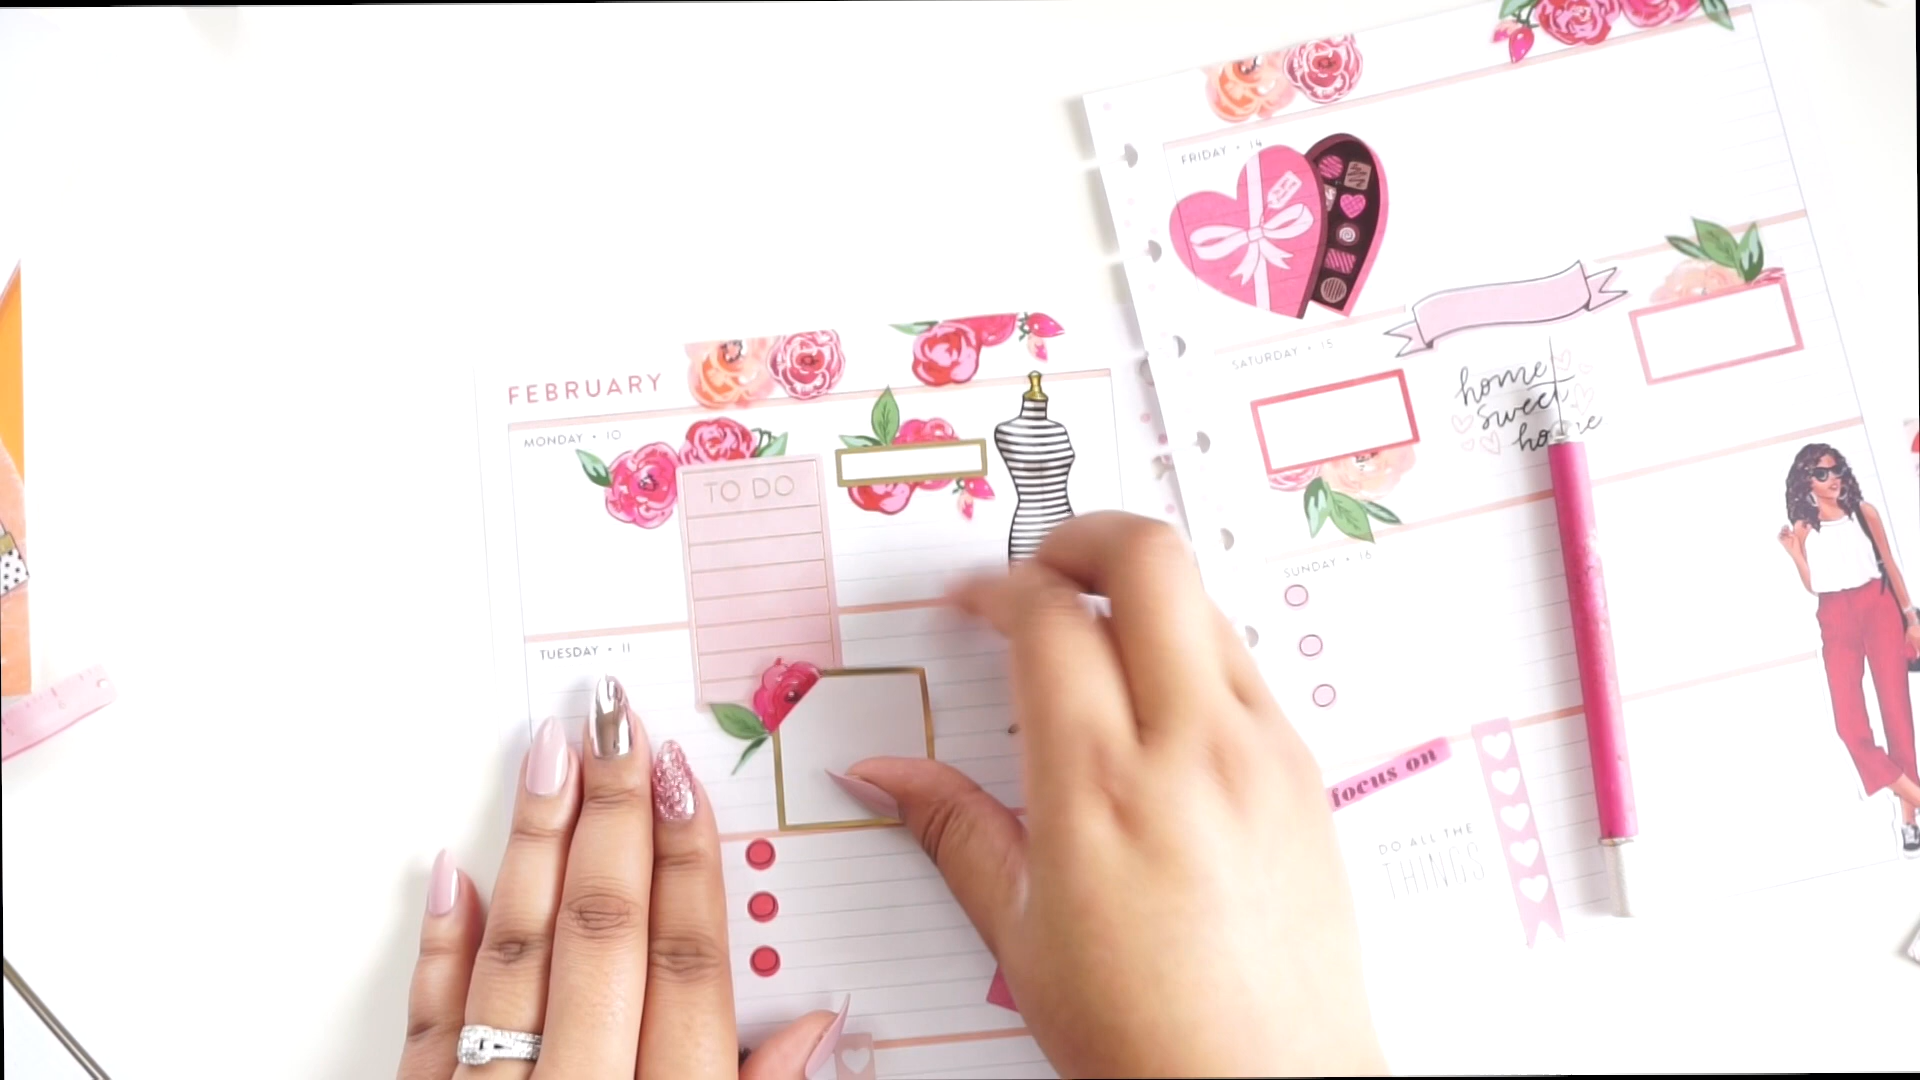 FEBRUARY
MONDAY • 10
TO DO
TUESDAY • 11
FRIDAY • 14
SATURDAY • 15
home
sweet
home
SUNDAY • 16
focus on
DO ALL THE
THINGS